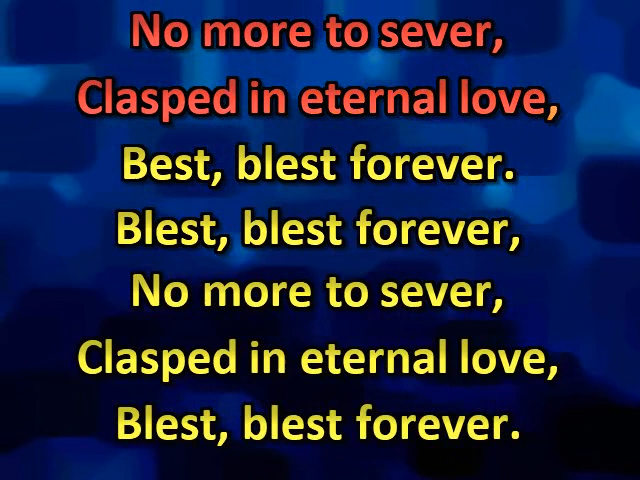 No more to sever,
Clasped in eternal love,
Best, blest forever.
Blest, blest forever,
No more to sever,
Clasped in eternal love,
Blest, blest forever.